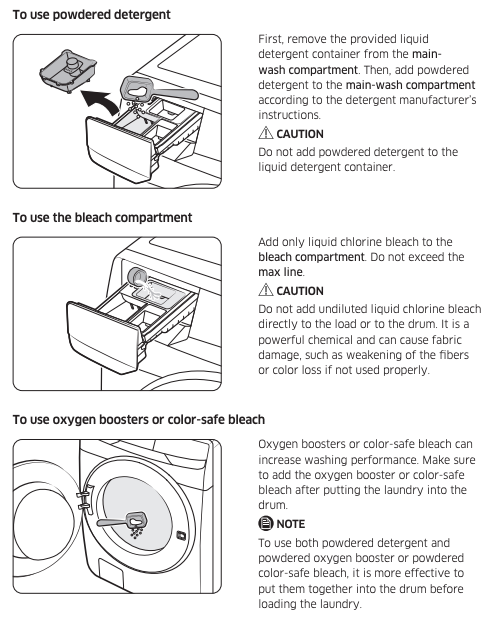 To use powdered detergent
First, remove the provided liquid
detergent container from the main-
wash compartment. Then, add powdered
detergent to the main-wash compartment
according to the detergent manufacturer's
instructions.
CAUTION
Do not add powdered detergent to the
liquid detergent container.
To use the bleach compartment
Add only liquid chlorine bleach to the
bleach compartment. Do not exceed the
max line.
CAUTION
Do not add undiluted liquid chlorine bleach
directly to the load or to the drum. It is a
powerful chemical and can cause fabric
damage, such as weakening of the fibers
or color loss if not used properly.
To use oxygen boosters or color-safe bleach
Oxygen boosters or color-safe bleach can
increase washing performance. Make sure
to add the oxygen booster or color-safe
bleach after putting the laundry into the
drum.
NOTE
To use both powdered detergent and
powdered oxygen booster or powdered
color-safe bleach, it is more effective to
put them together into the drum before
loading the laundry.